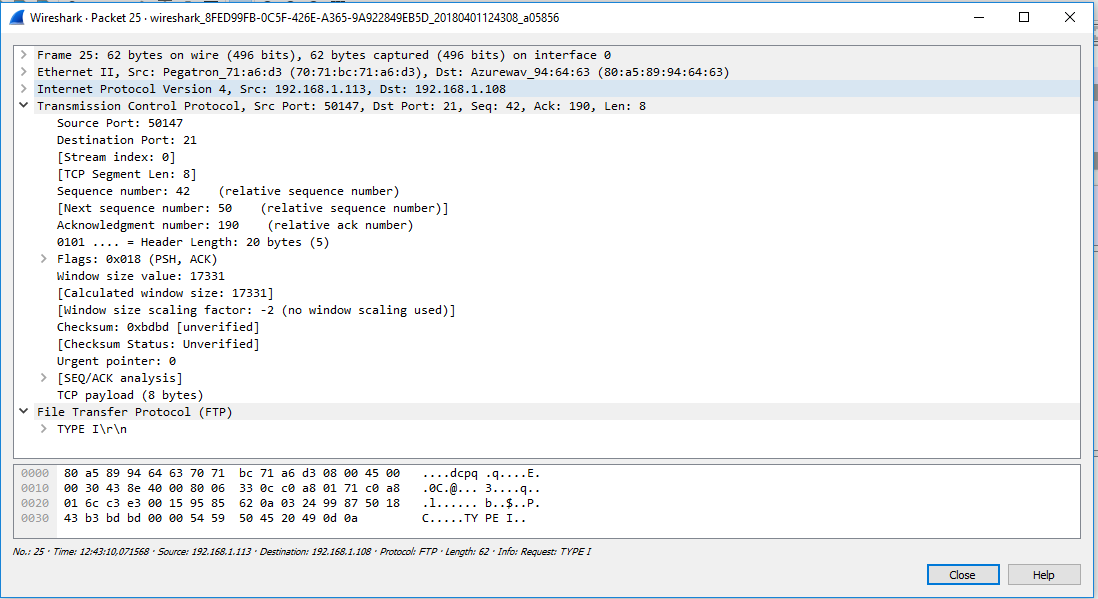 Wireshark · Packet 25 · wireshark_8FED99FB-0C5F-426E-A365-9A922849EB5D_20180401124308_a05856
Frame 25: 62 bytes on wire (496 bits), 62 bytes captured (496 bits) on interface 0
Ethernet II, Src: Pegatron_71:a6:d3 (70:71:bc:71:a6:d3), Dst: Azurewav_94:64:63 (80:a5:89:94:64:63)
Internet Protocol Version 4, Src: 192.168.1.113, Dst: 192.168.1.108
Transmission Control Protocol, Src Port: 50147, Dst Port: 21, Seq: 42, Ack: 190, Len: 8
Source Port: 50147
Destination Port: 21
[Stream index: 0]
[TCP Segment Len: 8]
Sequence number: 42    (relative sequence number)
[Next sequence number: 50    (relative sequence number)]
Acknowledgment number: 190    (relative ack number)
0101 .... = Header Length: 20 bytes (5)
Flags: 0x018 (PSH, ACK)
Window size value: 17331
[Calculated window size: 17331]
[Window size scaling factor: -2 (no window scaling used)]
Checksum: 0xbdbd [unverified]
[Checksum Status: Unverified]
Urgent pointer: 0
[SEQ/ACK analysis]
TCP payload (8 bytes)
File Transfer Protocol (FTP)
TYPE I\r\n
0000  80 a5 89 94 64 63 70 71  bc 71 a6 d3 08 00 45 00   ....dcpq .q....E.
0010  00 30 43 8e 40 00 80 06  33 0c c0 a8 01 71 c0 a8   .0C.@... 3....q..
0020  01 6c c3 e3 00 15 95 85  62 0a 03 24 99 87 50 18   .l...... b..$..P.
0030  43 b3 bd bd 00 00 54 59  50 45 20 49 0d 0a         C.....TY PE I..
No.: 25 · Time: 12:43:10,071568 · Source: 192.168.1.113 · Destination: 192.168.1.108 · Protocol: FTP · Length: 62 · Info: Request: TYPE I
Close    Help